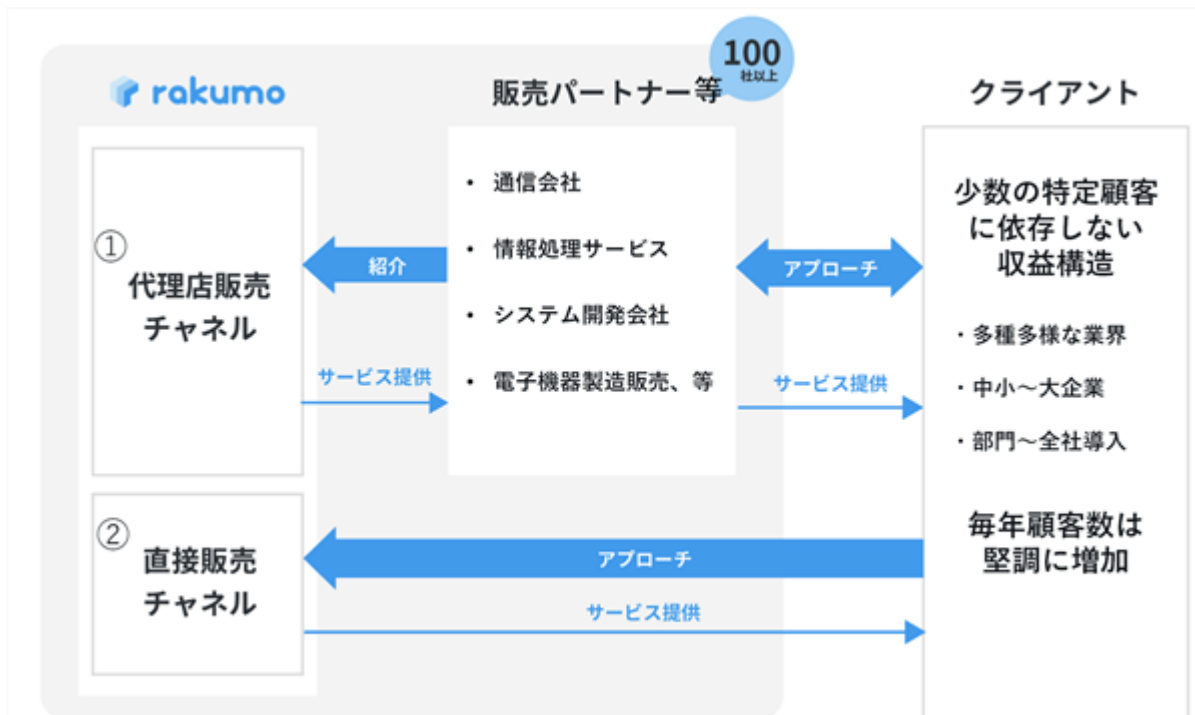 rakumo
販売パートナー等
100
社以上
クライアント
①
代理店販売
チャネル
紹介
サービス提供
・ 通信会社
・ 情報処理サービス
・ システム開発会社
・ 電子機器製造販売、等
アプローチ
サービス提供
少数の特定顧客
に依存しない
収益構造
・多種多様な業界
・中小～大企業
・部門～全社導入
毎年顧客数は
堅調に増加
②
直接販売
チャネル
アプローチ
サービス提供